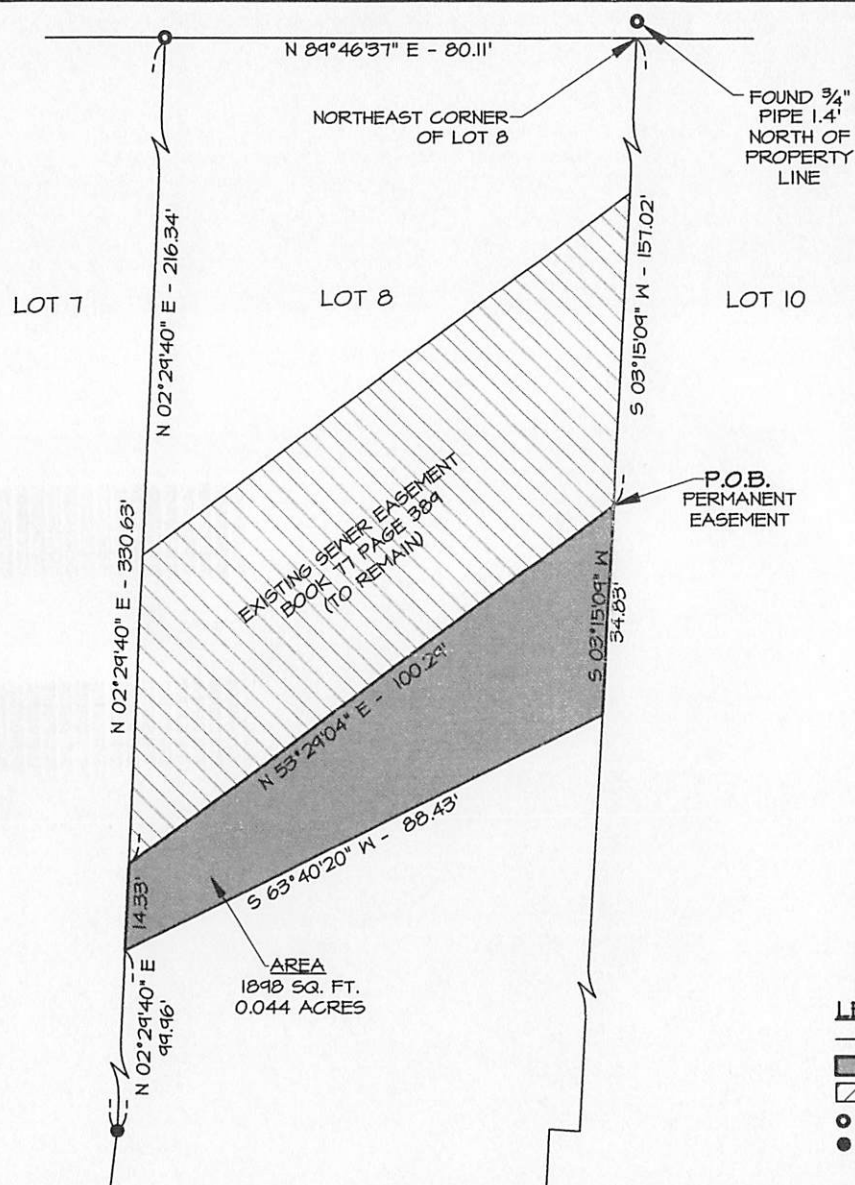 N 89°46'37" E - 80.11'
NORTHEAST CORNER
OF LOT 8
FOUND ¾"
PIPE 1.4'
NORTH OF
PROPERTY
LINE
N 02°29'40" E - 216.34'
LOT 7
LOT 8
LOT 10
S 03°15'09" W - 157.02'
N 02°29'40" E - 330.63'
EXISTING SEWER EASEMENT
BOOK 77 PAGE 389
(TO REMAIN)
P.O.B.
PERMANENT
EASEMENT
S 03°15'09" W
34.83'
N 53°29'04" E - 100.29'
S 63°40'20" W - 88.43'
14.33'
AREA
1898 SQ. FT.
0.044 ACRES
N 02°29'40" E
99.96'